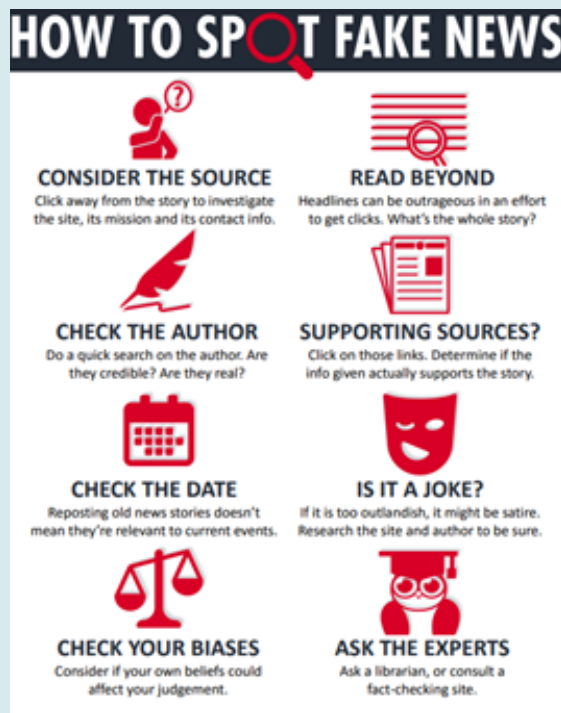 HOW TO SPOT FAKE NEWS
?
CONSIDER THE SOURCE
Click away from the story to investigate
the site, its mission and its contact info.
READ BEYOND
Headlines can be outrageous in an effort
to get clicks. What's the whole story?
CHECK THE AUTHOR
Do a quick search on the author. Are
they credible? Are they real?
SUPPORTING SOURCES?
Click on those links. Determine if the
info given actually supports the story.
CHECK THE DATE
Reposting old news stories doesn't
mean they're relevant to current events.
IS IT A JOKE?
If it is too outlandish, it might be satire.
Research the site and author to be sure.
CHECK YOUR BIASES
Consider if your own beliefs could
affect your judgement.
ASK THE EXPERTS
Ask a librarian, or consult a
fact-checking site.